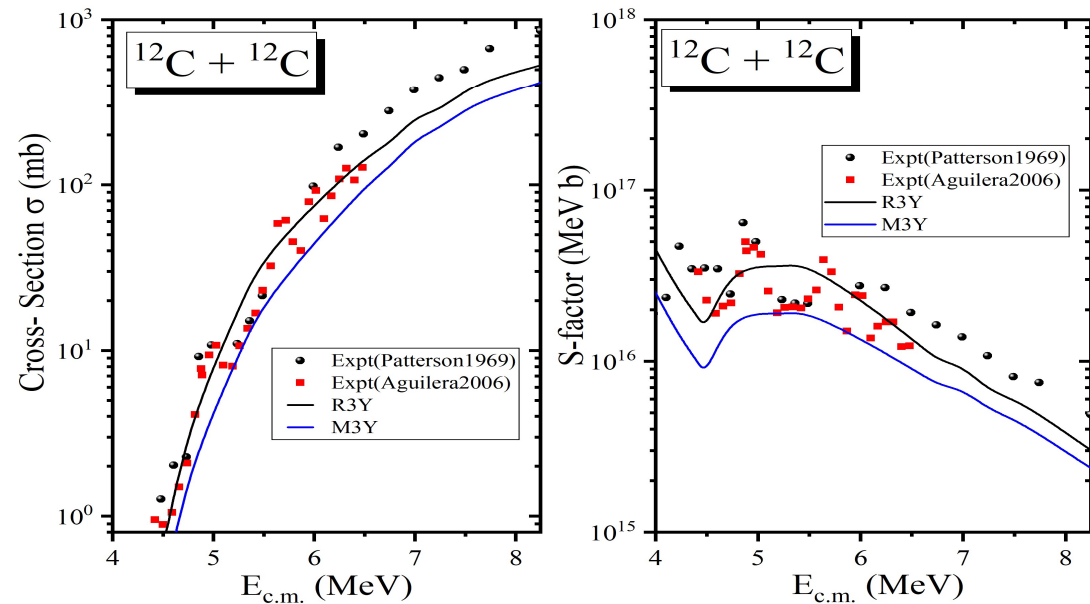 ¹²C + ¹²C
Cross- Section σ (mb)
10³
10²
10¹
10⁰
Expt(Patterson1969)
Expt(Aguilera2006)
R3Y
M3Y
4 5 6 7 8
E_c.m. (MeV)
¹²C + ¹²C
S-factor (MeV b)
10¹⁸
10¹⁷
10¹⁶
10¹⁵
Expt(Patterson1969)
Expt(Aguilera2006)
R3Y
M3Y
4 5 6 7 8
E_c.m. (MeV)